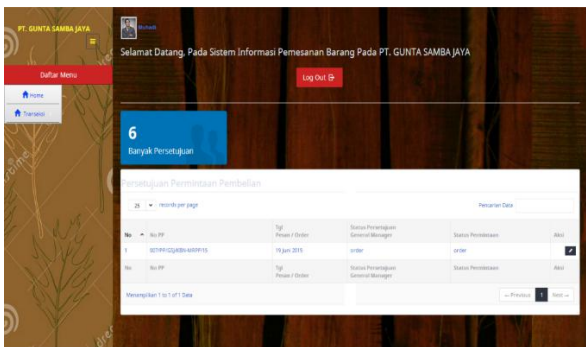 PT. GUNTA SAMBA JAYA
Selamat Datang, Pada Sistem Informasi Pemesanan Barang Pada PT. GUNTA SAMBA JAYA
Log Out
Daftar Menu
Home
Transaksi
6
Banyak Persetujuan
Persetujuan Permintaan Pembelian
25 records per page
Pencarian Data
No No PP Tgl Pesan / Order Status Persetujuan General Manager Status Permintaan Aksi
1 19 Juni 2015 order order
No No PP Tgl Pesan / Order Status Persetujuan General Manager Status Permintaan Aksi
Menampilkan 1 to 1 of 1 Data
← Previous 1 Next →